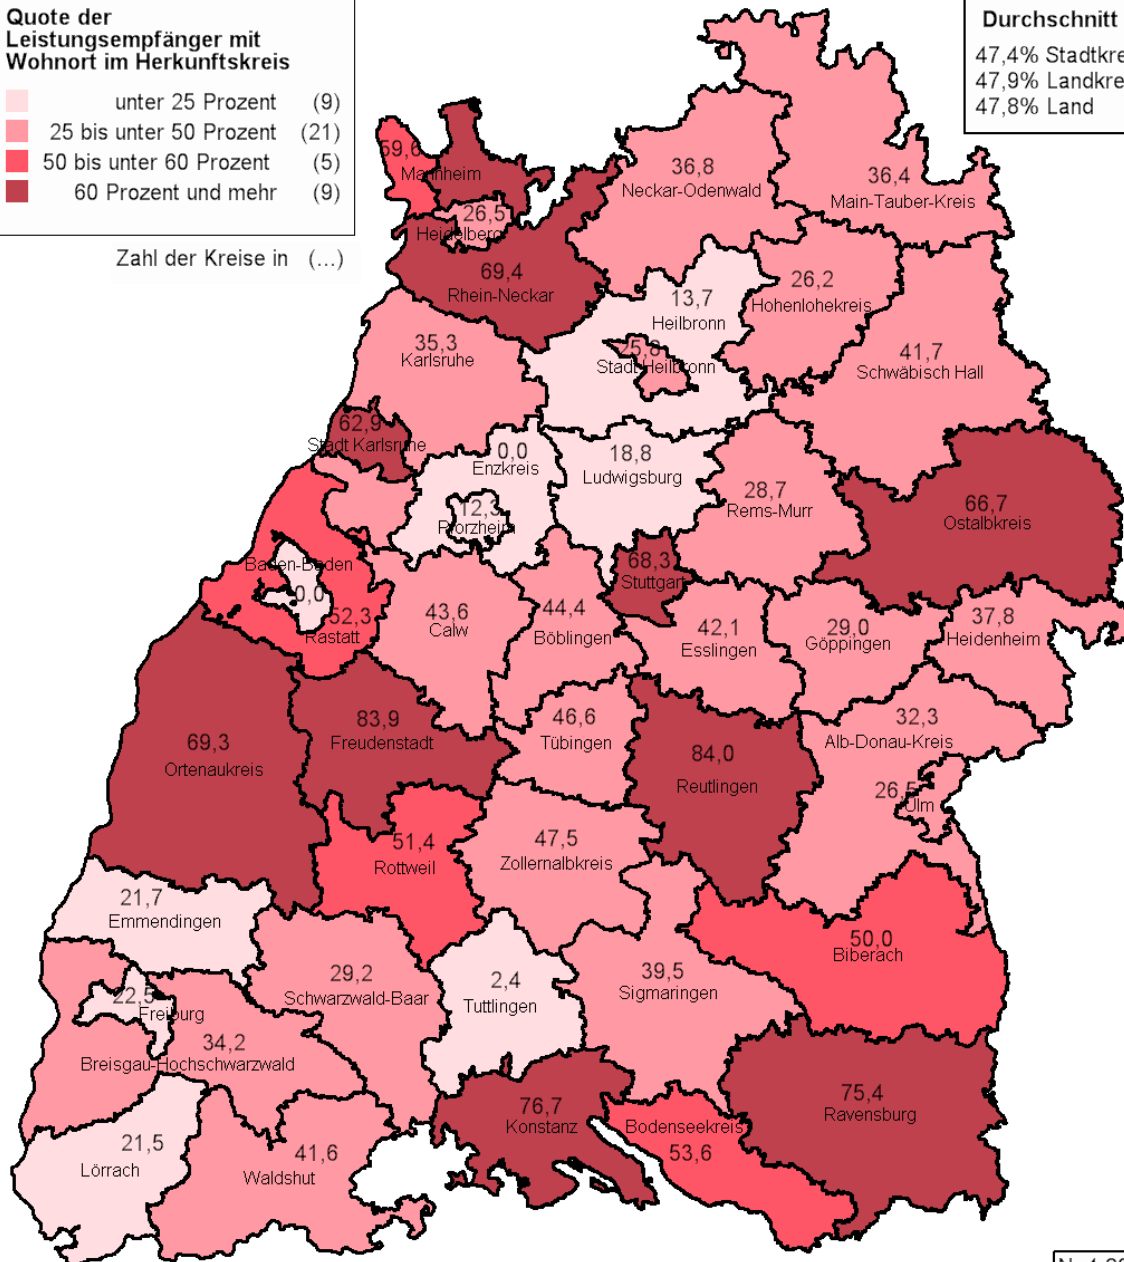 Quote der
Leistungsempfänger mit
Wohnort im Herkunftskreis
unter 25 Prozent (9)
25 bis unter 50 Prozent (21)
50 bis unter 60 Prozent (5)
60 Prozent und mehr (9)
Zahl der Kreise in (...)
Durchschnitt
47,4% Stadtkre
47,9% Landkre
47,8% Land
59,6
Mannheim
26,5
Heidelberg
69,4
Rhein-Neckar
36,8
Neckar-Odenwald
36,4
Main-Tauber-Kreis
13,7
Heilbronn
26,2
Hohenlohekreis
25,8
Stadt Heilbronn
35,3
Karlsruhe
41,7
Schwäbisch Hall
62,9
Stadt Karlsruhe
0,0
Enzkreis
18,8
Ludwigsburg
12,3
Pforzheim
28,7
Rems-Murr
66,7
Ostalbkreis
Baden-Baden
0,0
52,3
Rastatt
68,3
Stuttgart
43,6
Calw
44,4
Böblingen
42,1
Esslingen
29,0
Göppingen
37,8
Heidenheim
69,3
Ortenaukreis
83,9
Freudenstadt
46,6
Tübingen
84,0
Reutlingen
32,3
Alb-Donau-Kreis
26,5
Ulm
51,4
Rottweil
47,5
Zollernalbkreis
21,7
Emmendingen
50,0
Biberach
22,5
Freiburg
29,2
Schwarzwald-Baar
2,4
Tuttlingen
39,5
Sigmaringen
34,2
Breisgau-Hochschwarzwald
76,7
Konstanz
Bodenseekreis
53,6
75,4
Ravensburg
21,5
Lörrach
41,6
Waldshut